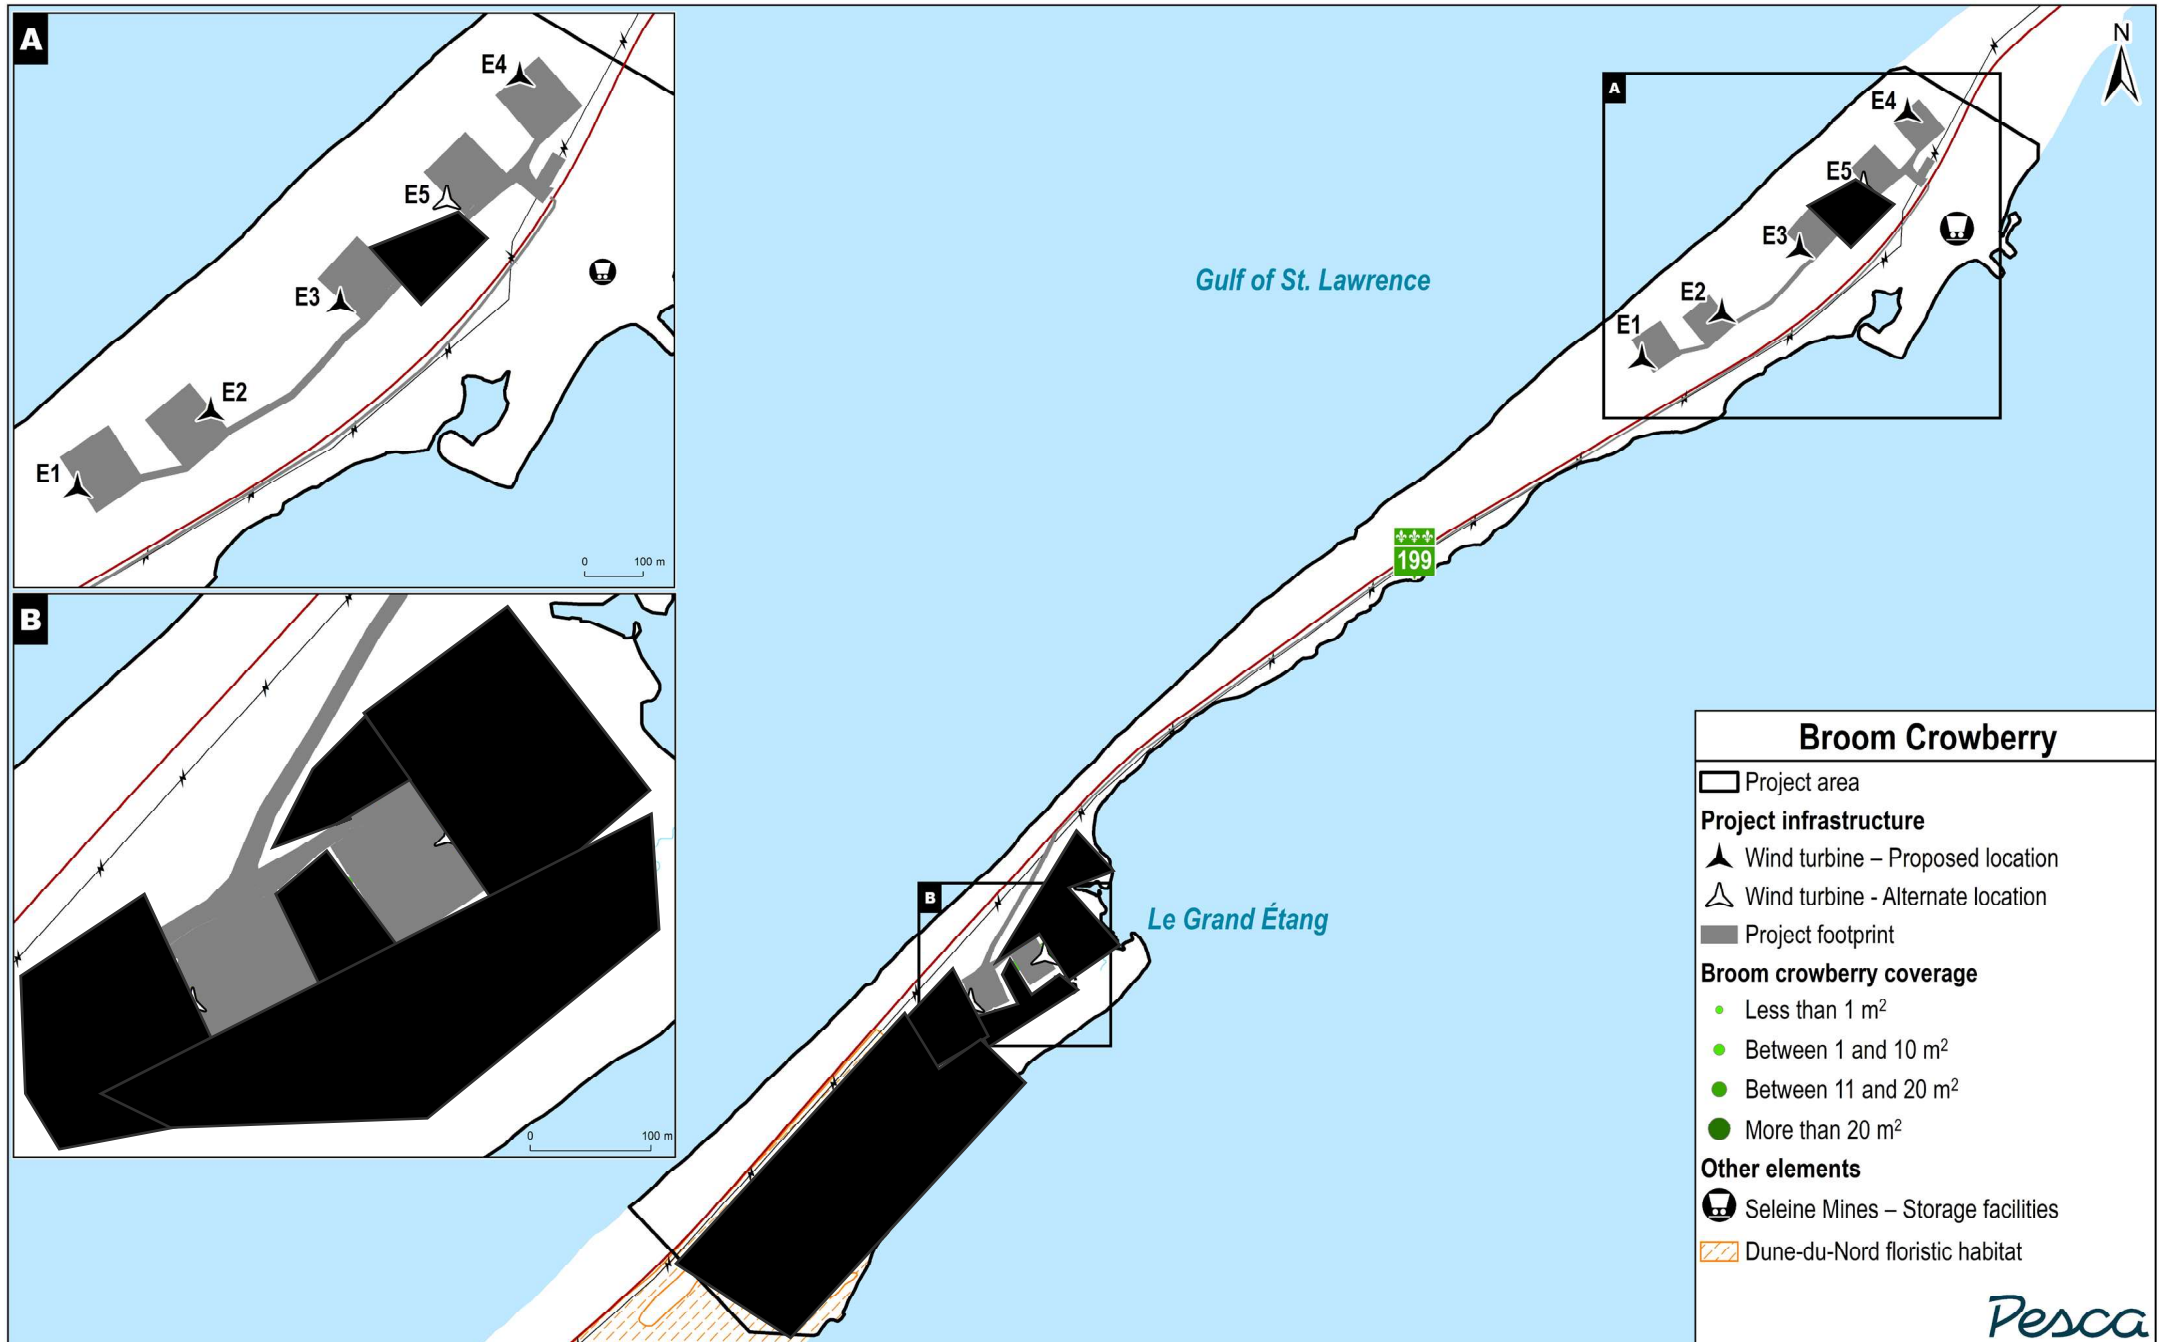 A
E4
E5
E3
E2
E1
0 100 m
B
0 100 m
N
A
E4
E5
E3
E2
E1
Gulf of St. Lawrence
199
B
Le Grand Étang
Broom Crowberry
Project area
Project infrastructure
Wind turbine – Proposed location
Wind turbine - Alternate location
Project footprint
Broom crowberry coverage
Less than 1 m²
Between 1 and 10 m²
Between 11 and 20 m²
More than 20 m²
Other elements
Seleine Mines – Storage facilities
Dune-du-Nord floristic habitat
Pesca